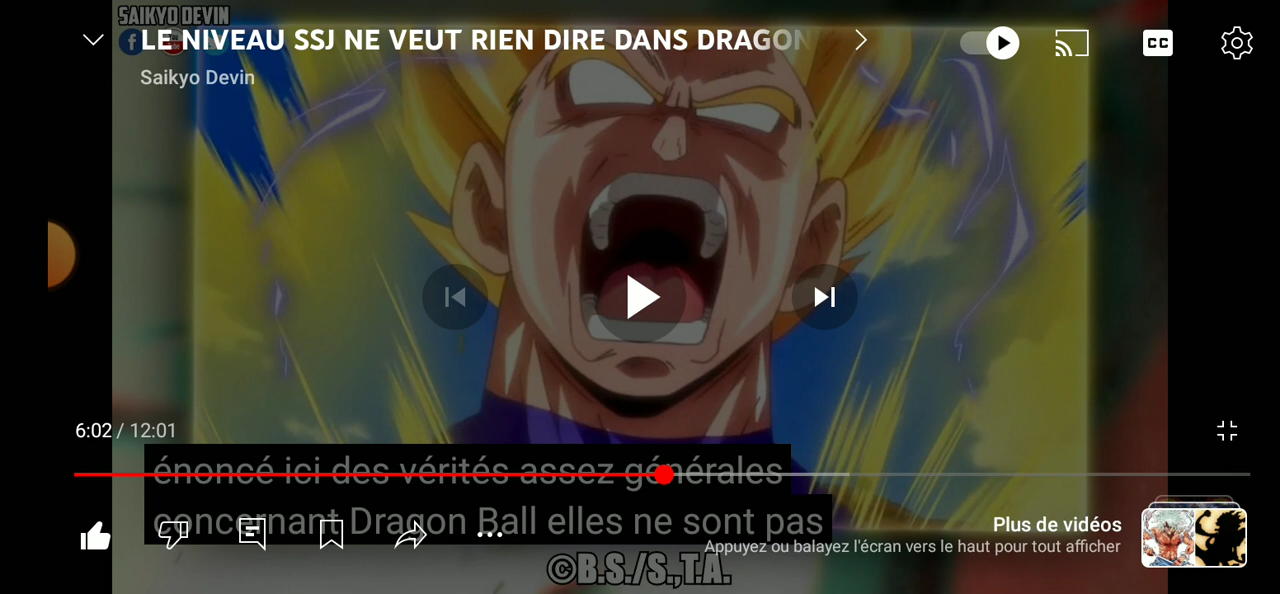 SAIKYO DEVIN
LE NIVEAU SSJ NE VEUT RIEN DIRE DANS DRAGON
CC
Saikyo Devin
6:02 / 12:01
énoncé ici des vérités assez générales
concernant Dragon Ball elles ne sont pas
Plus de vidéos
Appuyez ou balayez l'écran vers le haut pour tout afficher
©B.S./S.,T.A.